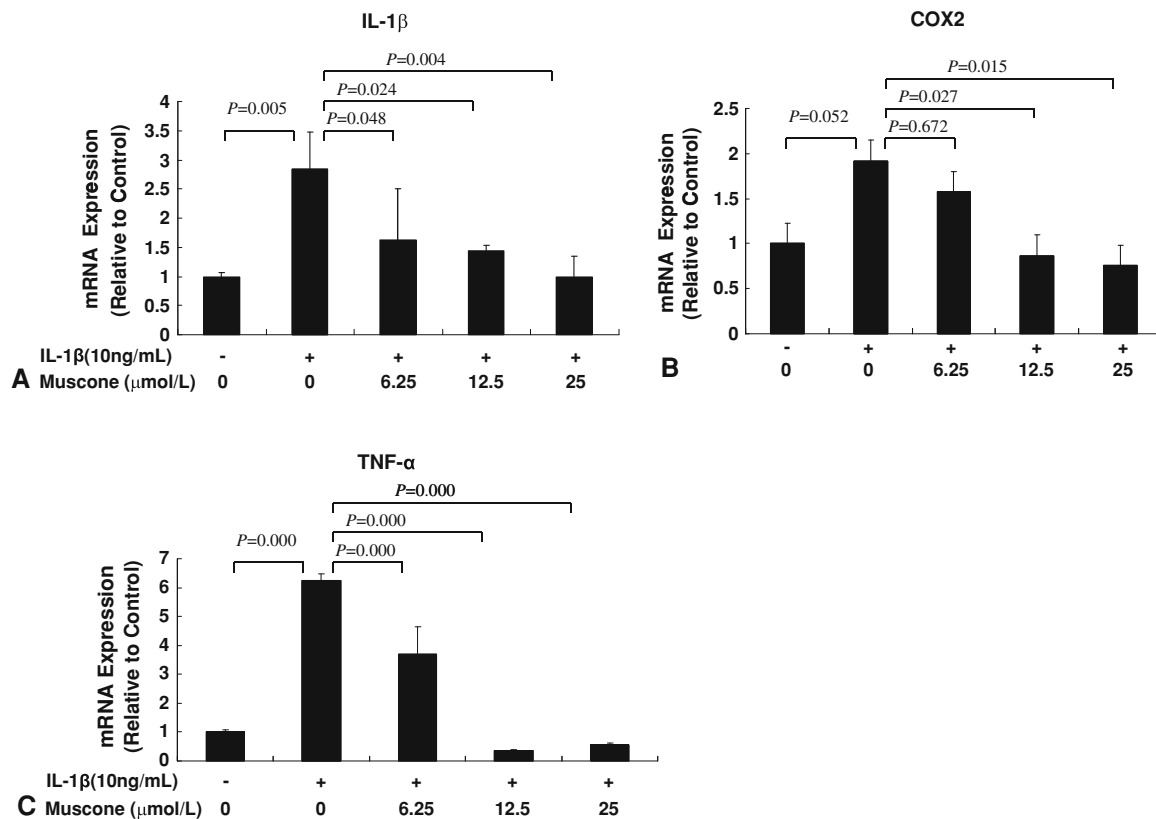 IL-1β
P=0.004
P=0.024
P=0.005
P=0.048
mRNA Expression
(Relative to Control)
4
3.5
3
2.5
2
1.5
1
0.5
0
IL-1β(10ng/mL) - + + + +
A Muscone (μmol/L) 0 0 6.25 12.5 25
COX2
P=0.015
P=0.027
P=0.052
P=0.672
mRNA Expression
(Relative to Control)
2.5
2
1.5
1
0.5
0
- + + + +
B 0 0 6.25 12.5 25
TNF-α
P=0.000
P=0.000
P=0.000
P=0.000
mRNA Expression
(Relative to Control)
7
6
5
4
3
2
1
0
IL-1β(10ng/mL) - + + + +
C Muscone (μmol/L) 0 0 6.25 12.5 25